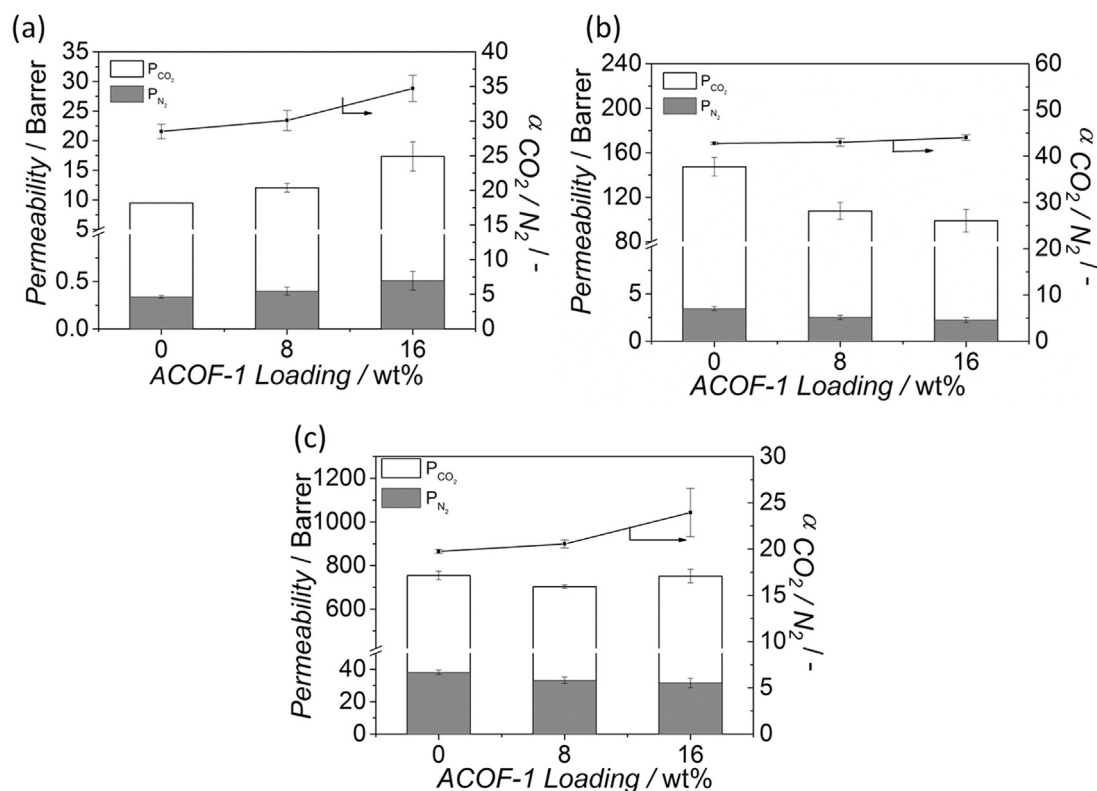 (a)
Permeability / Barrer
35
30
25
20
15
10
5
0.5
0.0
P_CO₂
P_N₂
40
35
30
25
20
15
10
5
0
α CO₂ / N₂ / -
0 8 16
ACOF-1 Loading / wt%
(b)
Permeability / Barrer
240
200
160
120
80
5
0
P_CO₂
P_N₂
60
50
40
30
20
10
0
α CO₂ / N₂ / -
0 8 16
ACOF-1 Loading / wt%
(c)
Permeability / Barrer
1200
1000
800
600
40
20
0
P_CO₂
P_N₂
30
25
20
15
10
5
0
α CO₂ / N₂ / -
0 8 16
ACOF-1 Loading / wt%